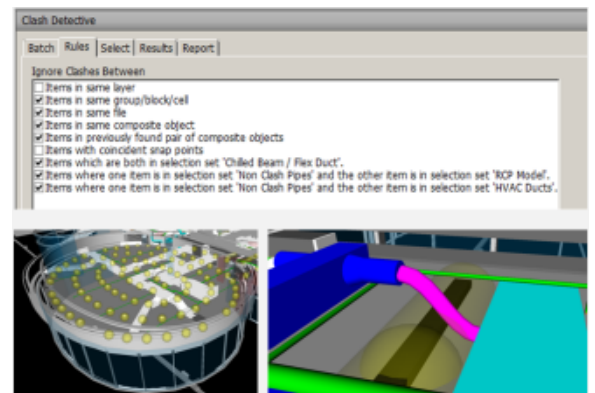 Clash Detective
Batch Rules Select Results Report
Ignore Clashes Between
Items in same layer
Items in same group/block/cell
Items in same file
Items in same composite object
Items in previously found pair of composite objects
Items with coincident snap points
Items which are both in selection set 'Chilled Beam / Flex Duct'.
Items where one item is in selection set 'Non Clash Pipes' and the other item is in selection set 'RCP Model'.
Items where one item is in selection set 'Non Clash Pipes' and the other item is in selection set 'HVAC Ducts'.